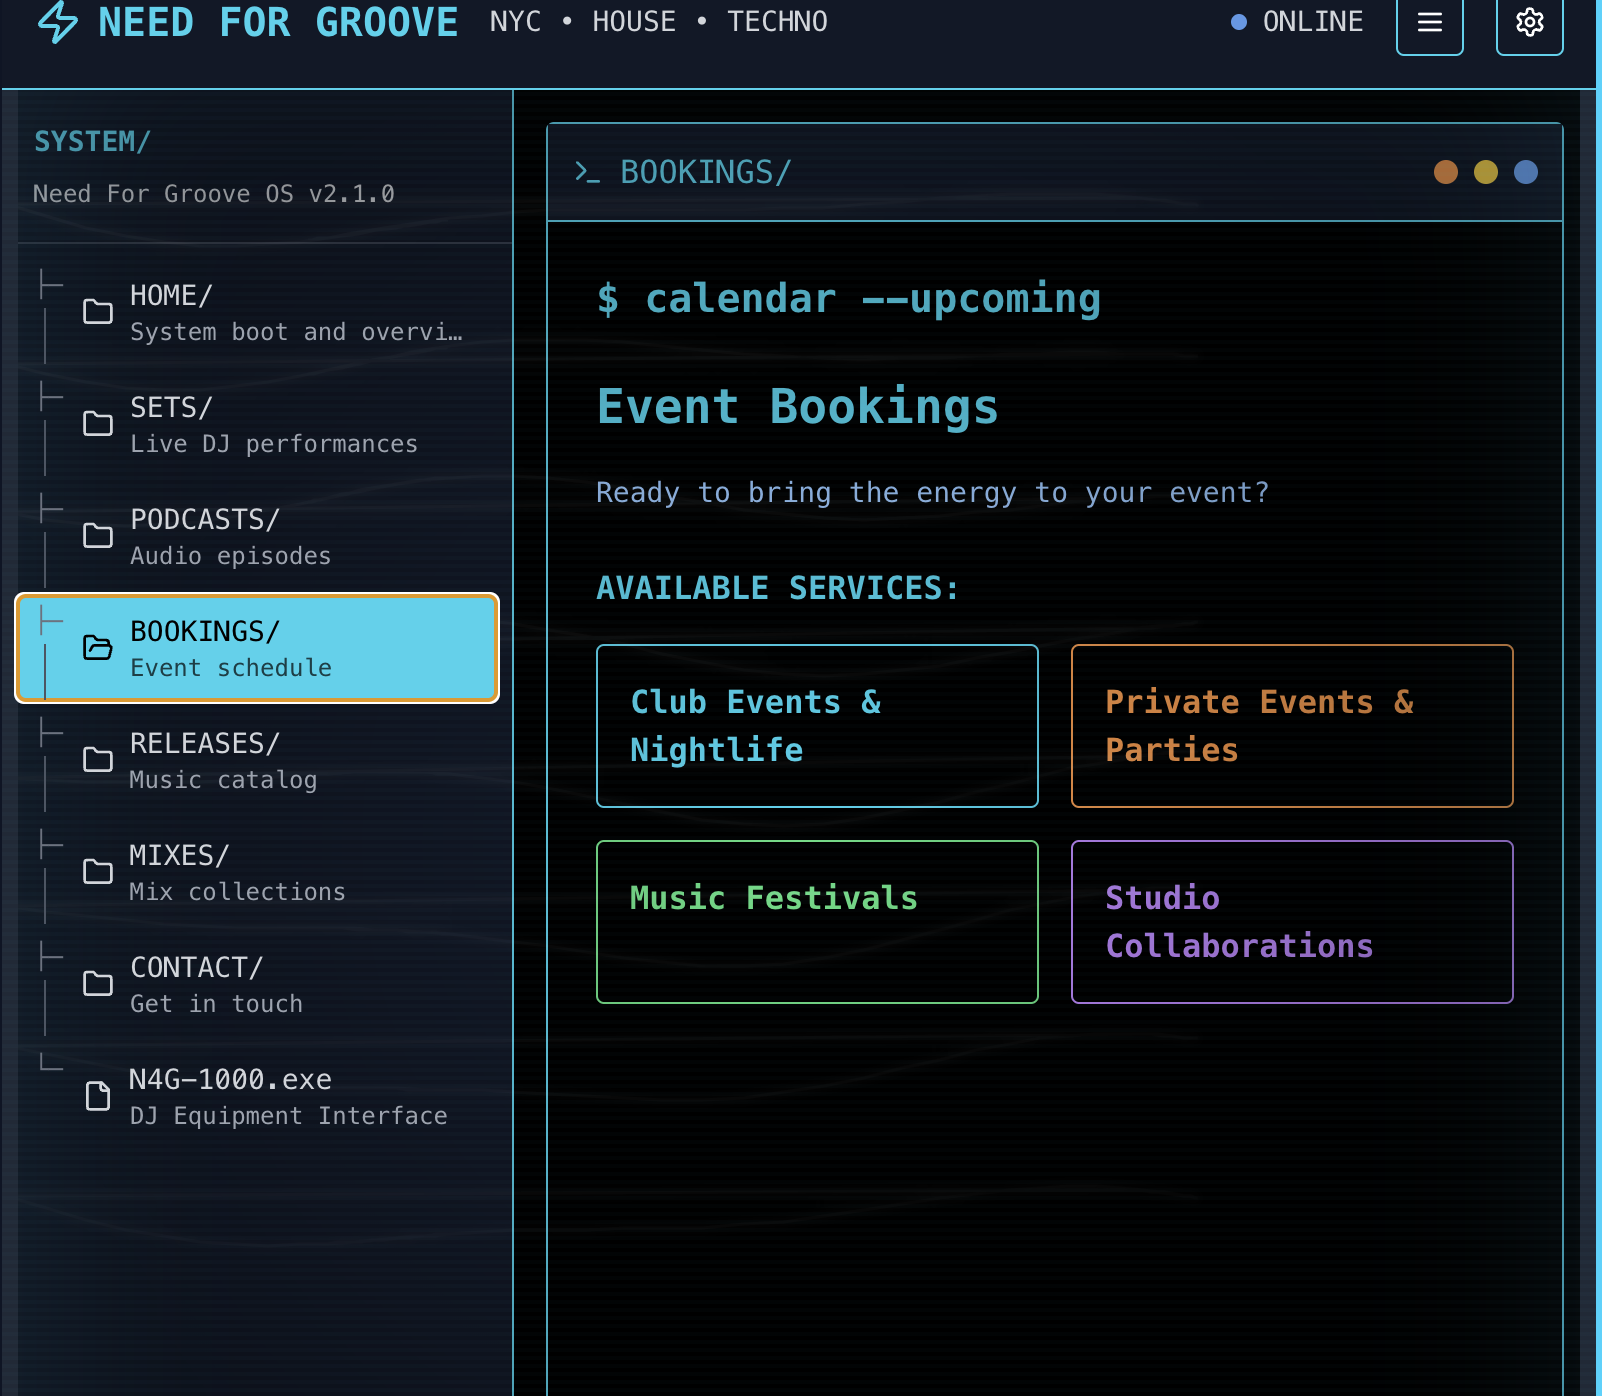 NEED FOR GROOVE NYC • HOUSE • TECHNO
ONLINE
SYSTEM/
Need For Groove OS v2.1.0
HOME/
System boot and overvi…
SETS/
Live DJ performances
PODCASTS/
Audio episodes
BOOKINGS/
Event schedule
RELEASES/
Music catalog
MIXES/
Mix collections
CONTACT/
Get in touch
N4G-1000.exe
DJ Equipment Interface
BOOKINGS/
$ calendar --upcoming
Event Bookings
Ready to bring the energy to your event?
AVAILABLE SERVICES:
Club Events &
Nightlife
Private Events &
Parties
Music Festivals
Studio
Collaborations